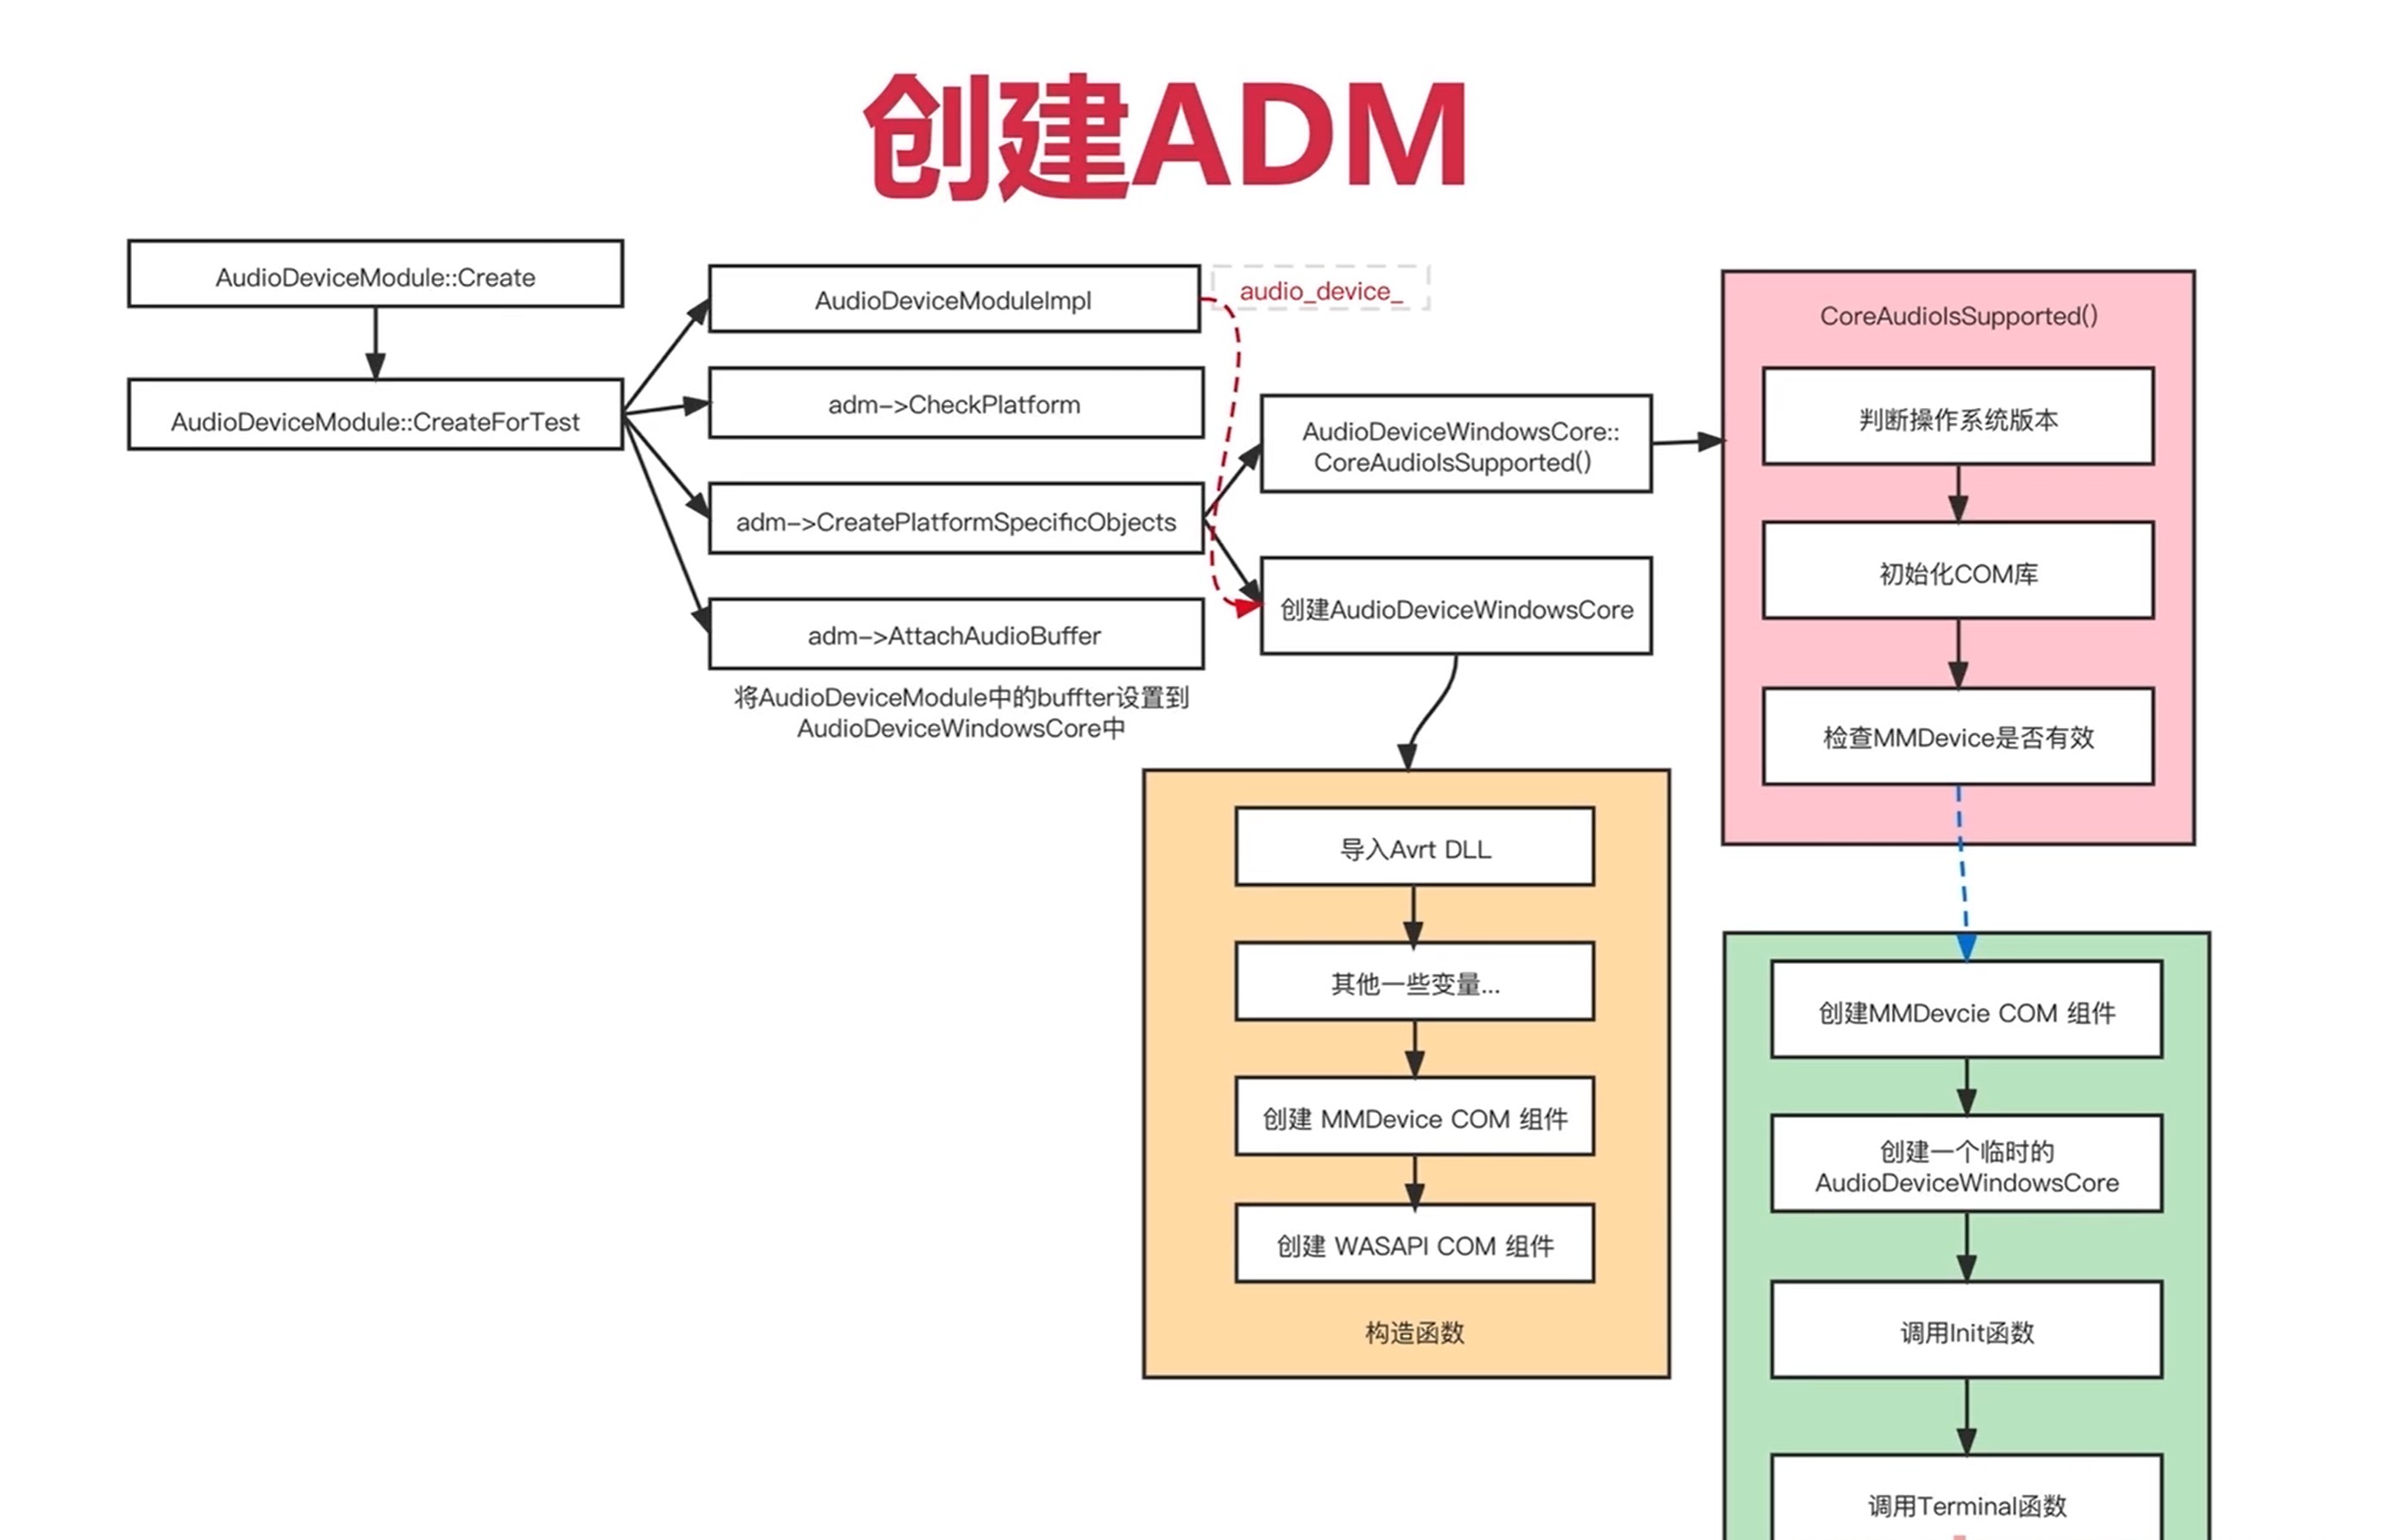 创建ADM
AudioDeviceModule::Create
AudioDeviceModule::CreateForTest
AudioDeviceModuleImpl
audio_device_
adm->CheckPlatform
adm->CreatePlatformSpecificObjects
adm->AttachAudioBuffer
将AudioDeviceModule中的buffter设置到
AudioDeviceWindowsCore中
AudioDeviceWindowsCore::
CoreAudioIsSupported()
创建AudioDeviceWindowsCore
CoreAudioIsSupported()
判断操作系统版本
初始化COM库
检查MMDevice是否有效
导入Avrt DLL
其他一些变量...
创建 MMDevice COM 组件
创建 WASAPI COM 组件
构造函数
创建MMDevcie COM 组件
创建一个临时的
AudioDeviceWindowsCore
调用Init函数
调用Terminal函数